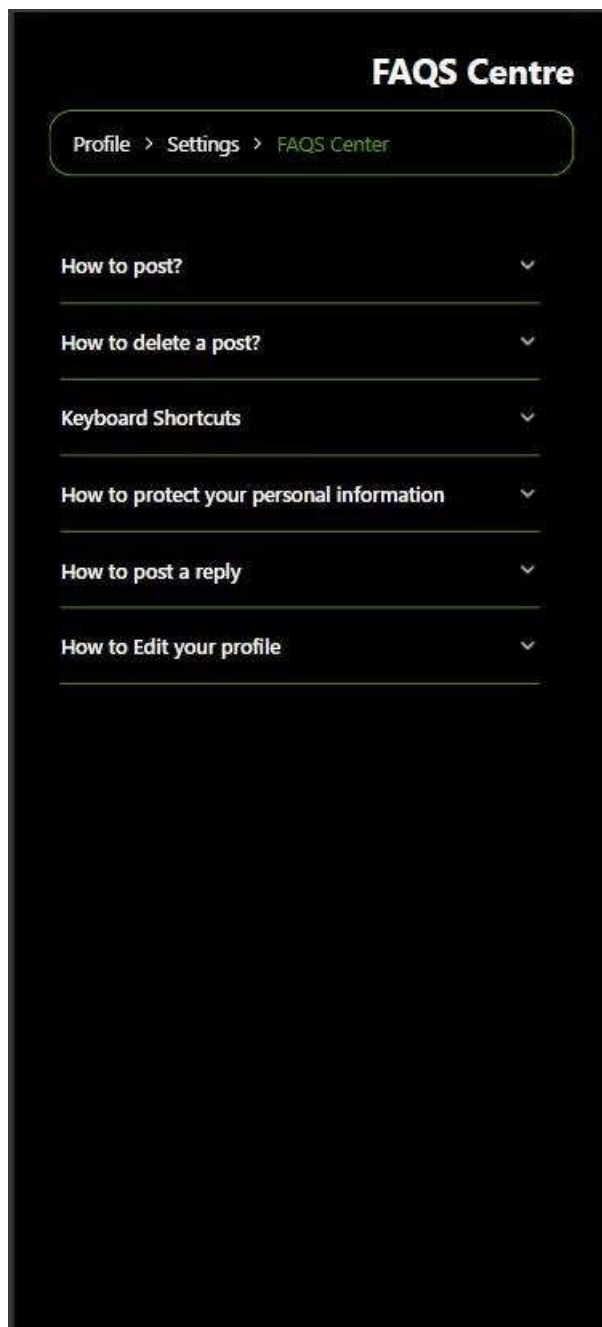 FAQS Centre
Profile > Settings > FAQS Center
How to post?
How to delete a post?
Keyboard Shortcuts
How to protect your personal information
How to post a reply
How to Edit your profile